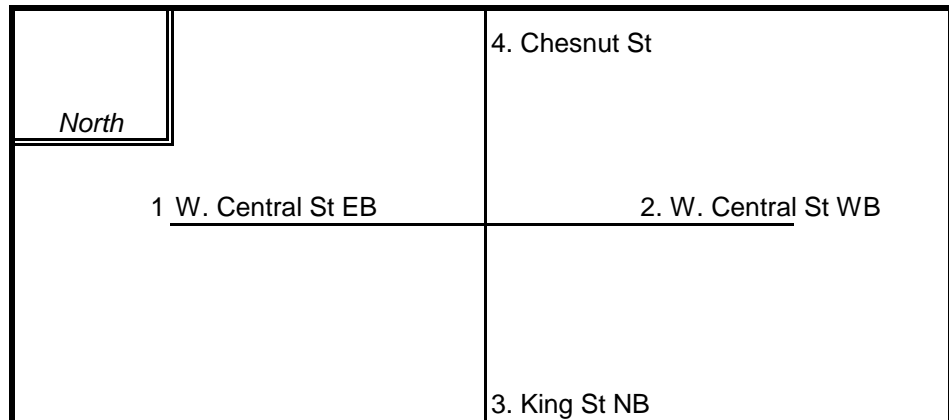 4. Chesnut St
North
1 W. Central St EB
2. W. Central St WB
3. King St NB